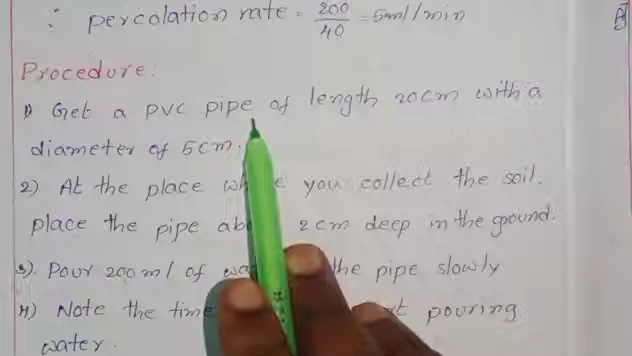 ∴ percolation rate = 200/40 = 5ml/min
Procedure:
1) Get a PVC pipe of length 20cm with a
diameter of 5cm.
2) At the place you collect the soil.
place the pipe 2cm deep in the ground.
3). Pour 200ml of the pipe slowly
4) Note the time pouring
water.